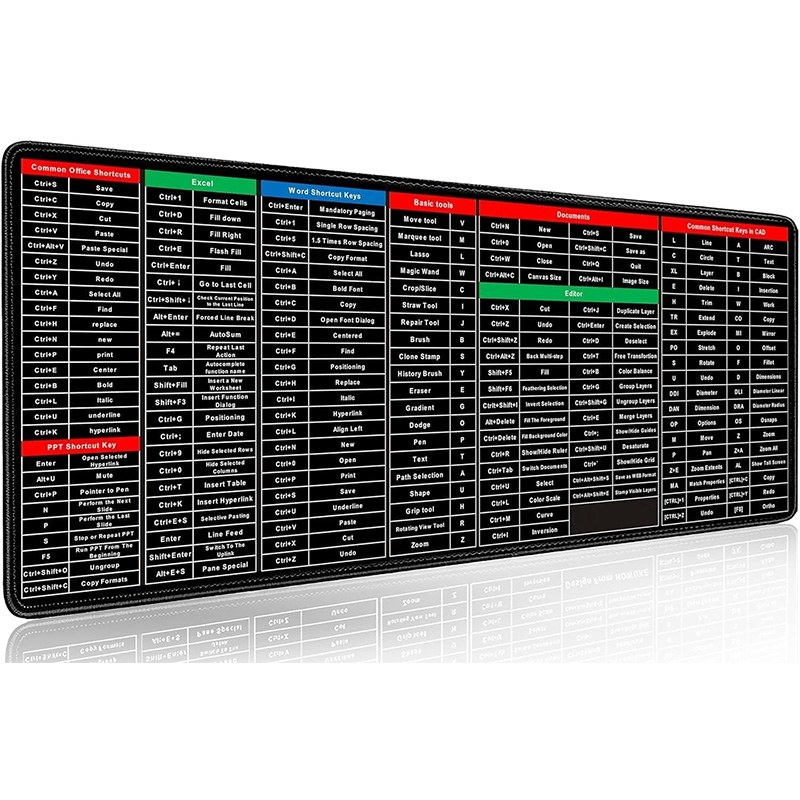 Common Office Shortcuts
Ctrl+S Save
Ctrl+C Copy
Ctrl+X Cut
Ctrl+V Paste
Ctrl+Alt+V Paste Special
Ctrl+Z Undo
Ctrl+Y Redo
Ctrl+A Select All
Ctrl+F Find
Ctrl+H replace
Ctrl+N new
Ctrl+P print
Ctrl+E Center
Ctrl+B Bold
Ctrl+L Italic
Ctrl+U underline
Ctrl+K hyperlink
PPT Shortcut Key
Enter Open Selected Hyperlink
Alt+U Mute
Ctrl+P Pointer to Pen
N Perform the Next Slide
P Perform the Last Slide
S Stop or Repeat PPT
F5 Run PPT From The Beginning
Ctrl+Shift+O Ungroup
Ctrl+Shift+C Copy Formats
Excel
Ctrl+1 Format Cells
Ctrl+D Fill down
Ctrl+R Fill Right
Ctrl+E Flash Fill
Ctrl+Enter Fill
Ctrl+↓ Go to Last Cell
Ctrl+Shift+↓ Check Current Position to the Last Line
Alt+Enter Forced Line Break
Alt+= AutoSum
F4 Repeat Last Action
Tab Autocomplete function name
Shift+Fill Insert a New Worksheet
Shift+F3 Insert Function Dialog
Ctrl+G Positioning
Ctrl+; Enter Date
Ctrl+9 Hide Selected Rows
Ctrl+0 Hide Selected Columns
Ctrl+T Insert Table
Ctrl+K Insert Hyperlink
Ctrl+E+S Selective Pasting
Enter Line Feed
Shift+Enter Switch To The Uplink
Alt+E+S Pane Special
Word Shortcut Keys
Ctrl+Enter Mandatory Paging
Ctrl+1 Single Row Spacing
Ctrl+5 1.5 Times Row Spacing
Ctrl+Shift+C Copy Format
Ctrl+A Select All
Ctrl+B Bold Font
Ctrl+C Copy
Ctrl+D Open Font Dialog
Ctrl+E Centered
Ctrl+F Find
Ctrl+G Positioning
Ctrl+H Replace
Ctrl+I Italic
Ctrl+K Hyperlink
Ctrl+L Align Left
Ctrl+N New
Ctrl+0 Open
Ctrl+P Print
Ctrl+S Save
Ctrl+U Underline
Ctrl+V Paste
Ctrl+X Cut
Ctrl+Z Undo
Basic tools
Move tool V
Marquee tool M
Lasso L
Magic Wand W
Crop/Slice C
Straw Tool I
Repair Tool J
Brush B
Clone Stamp S
History Brush Y
Eraser E
Gradient G
Dodge O
Pen P
Text T
Path Selection A
Shape U
Grip tool H
Rotating View Tool R
Zoom Z
Documents
Ctrl+N New Ctrl+S Save
Ctrl+0 Open Ctrl+Shift+C Save as
Ctrl+W Close Ctrl+Q Quit
Ctrl+Alt+C Canvas Size Ctrl+Alt+I Image Size
Editor
Ctrl+X Cut Ctrl+J Duplicate Layer
Ctrl+Z Undo Ctrl+Enter Create Selection
Ctrl+Shift+Z Redo Ctrl+D Deselect
Ctrl+Alt+Z Back Multi-step Ctrl+T Free Transfortion
Shift+F5 Fill Ctrl+B Color Balance
Shift+F6 Feathering Selection Ctrl+G Group Layers
Ctrlt+Shift+I Invert Selection Ctrl+Shift+G Ungroup Layers
Alt+Delete Fill The Foreground Ctrl+E Merge Layers
Ctrl+Delete Fill Background Color Ctrl+; Show/Hide Guides
Ctrl+R Show/Hide Ruler Ctrl+Shift+U Desaturate
Ctrl+Tab Switch Documents Ctrl+' Show/Hide Grid
Ctrl+U Select Ctrl+Alt+Shift+S Save as WEB Format
Ctrl+L Color Scale Ctrl+Alt+Shift+E Stamp Visible Layers
Ctrl+M Curve
Ctrl+I Inversion
Common Shortcut Keys in CAD
L Line A ARC
C Circle T Text
XL Layer B Block
E Delete I Insertion
H Trim W Work
TR Extend CO Copy
EX Explode MI Mirror
PO Stretch O Offset
S Rotate F Fillet
U Undo D Dimensions
DDI Diameter DLI Diameter Linear
DAN Dimension DRA Diameter Radius
OP Options OS Osnaps
M Move Z Zoom
P Pan Z+A Zoom All
Z+E Zoom Extents AL Show Tall Screen
MA Match Properties [CTRL]+C Copy
[CTRL]+1 Properties [CTRL]+Y Redo
[CTRL]+Z Undo [F8] Ortho